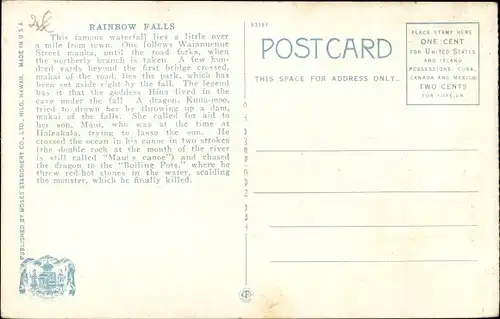 RAINBOW FALLS
This famous waterfall lies a little over
a mile from town. One follows Waianuenue
Street mauka, until the road forks, when
the northerly branch is taken. A few hun-
dred yards beyond the first bridge crossed,
makai of the road, lies the park, which has
been set aside right by the fall. The legend
has it that the goddess Hina lived in the
cave under the fall. A dragon, Kuna-moo,
tried to drown her by throwing up a dam,
makai of the falls. She called for aid to
her son, Maui, who was at the time at
Haleakala, trying to lasso the sun. He
crossed the ocean in his canoe in two strokes
(the double rock at the mouth of the river
is still called "Maui's canoe") and chased
the dragon to the "Boiling Pots," where he
threw red-hot stones in the water, scalding
the monster, which he finally killed.
PUBLISHED BY MOSES STATIONERY CO., LTD., HILO, HAWAII. MADE IN U.S.A.
POST CARD
THIS SPACE FOR ADDRESS ONLY
PLACE STAMP HERE
ONE CENT
FOR UNITED STATES
AND ISLAND
POSSESSIONS, CUBA,
CANADA AND MEXICO
TWO CENTS
FOR FOREIGN